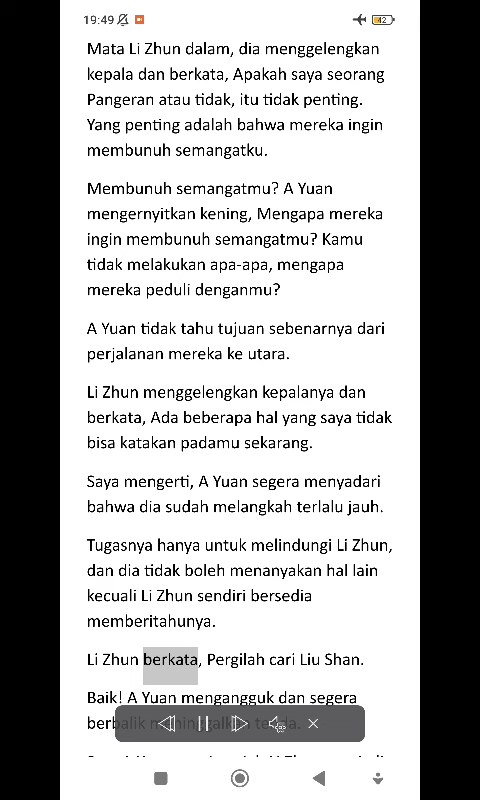 19:49
42
Mata Li Zhun dalam, dia menggelengkan
kepala dan berkata, Apakah saya seorang
Pangeran atau tidak, itu tidak penting.
Yang penting adalah bahwa mereka ingin
membunuh semangatku.
Membunuh semangatmu? A Yuan
mengernyitkan kening, Mengapa mereka
ingin membunuh semangatmu? Kamu
tidak melakukan apa-apa, mengapa
mereka peduli denganmu?
A Yuan tidak tahu tujuan sebenarnya dari
perjalanan mereka ke utara.
Li Zhun menggelengkan kepalanya dan
berkata, Ada beberapa hal yang saya tidak
bisa katakan padamu sekarang.
Saya mengerti, A Yuan segera menyadari
bahwa dia sudah melangkah terlalu jauh.
Tugasnya hanya untuk melindungi Li Zhun,
dan dia tidak boleh menanyakan hal lain
kecuali Li Zhun sendiri bersedia
memberitahunya.
Li Zhun berkata, Pergilah cari Liu Shan.
Baik! A Yuan mengangguk dan segera
berbalik meninggalkan tenda.